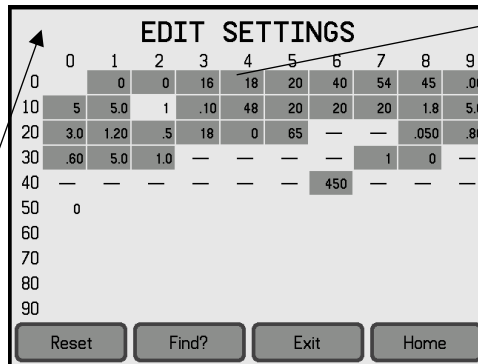 EDIT SETTINGS
0 1 2 3 4 5 6 7 8 9
0 0 0 16 18 20 40 54 45
10 5 5.0 1 .10 48 20 20 20 1.8
20 3.0 1.20 .5 18 0 65 — — .050
30 .60 5.0 1.0 — — — — 1 0 —
40 — — — — — — 450 — — —
50 0
60
70
80
90
Reset Find? Exit Home